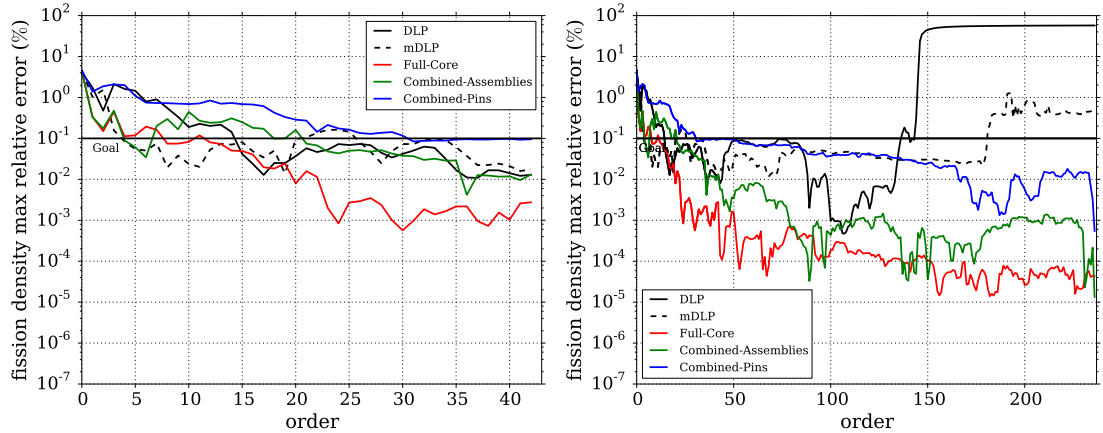 fission density max relative error (%)
10^2
10^1
10^0
10^-1
10^-2
10^-3
10^-4
10^-5
10^-6
10^-7
DLP
mDLP
Full-Core
Combined-Assemblies
Combined-Pins
Goal
0 5 10 15 20 25 30 35 40
order
fission density max relative error (%)
10^2
10^1
10^0
10^-1
10^-2
10^-3
10^-4
10^-5
10^-6
10^-7
Goal
DLP
mDLP
Full-Core
Combined-Assemblies
Combined-Pins
0 50 100 150 200
order